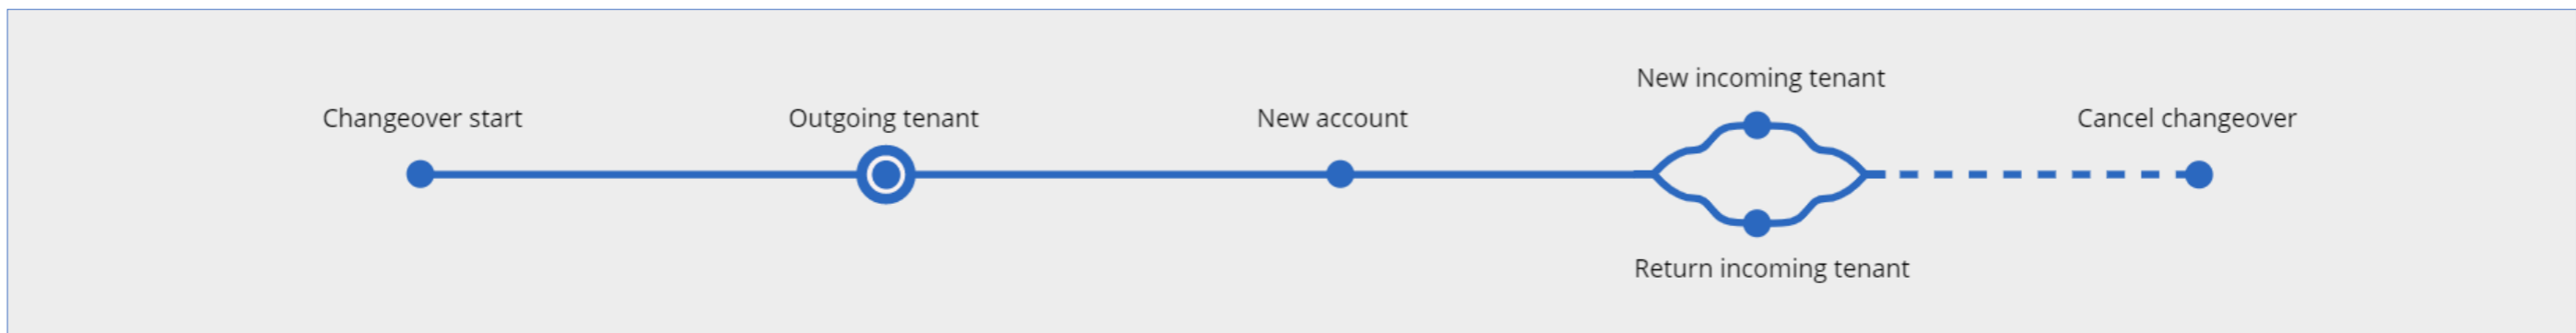 Changeover start
Outgoing tenant
New account
New incoming tenant
Return incoming tenant
Cancel changeover